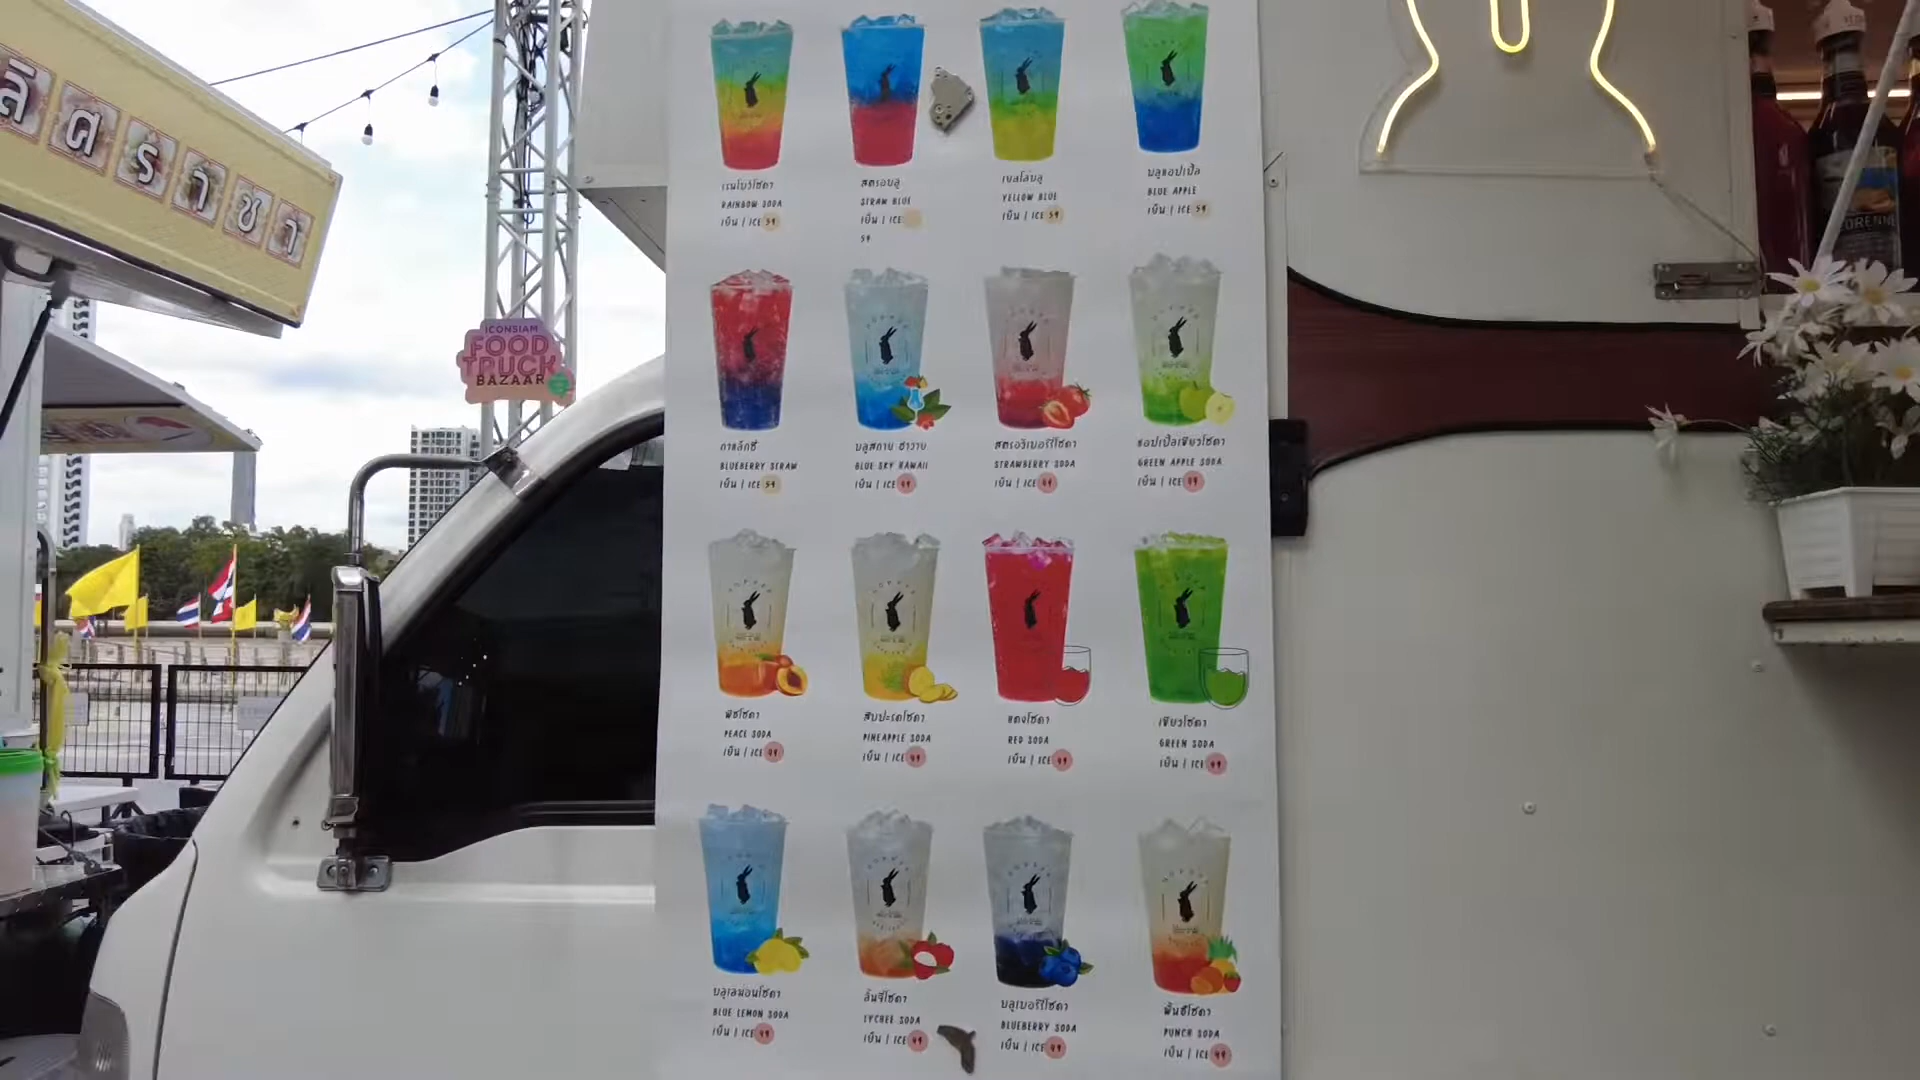 ลิศราชา
ICONSIAM
FOOD
TRUCK
BAZAAR
เรนโบว์โซดา
RAINBOW SODA
เย็น | ICE 59
สตรอบลู
STRAW BLUE
เย็น | ICE
59
เยลโล่บลู
YELLOW BLUE
เย็น | ICE 59
บลูแอปเปิ้ล
BLUE APPLE
เย็น | ICE 59
กาแล็กซี่
BLUEBERRY STRAW
เย็น | ICE 59
บลูสกาย ฮาวาย
BLUE SKY HAWAII
เย็น | ICE 49
สตรอว์เบอร์รี่โซดา
STRAWBERRY SODA
เย็น | ICE 49
แอปเปิ้ลเขียวโซดา
GREEN APPLE SODA
เย็น | ICE 49
พีชโซดา
PEACE SODA
เย็น | ICE 49
สับปะรดโซดา
PINEAPPLE SODA
เย็น | ICE 49
แดงโซดา
RED SODA
เย็น | ICE 49
เขียวโซดา
GREEN SODA
เย็น | ICE 49
บลูเลมอนโซดา
BLUE LEMON SODA
เย็น | ICE 49
ลิ้นจี่โซดา
LYCHEE SODA
เย็น | ICE 49
บลูเบอร์รี่โซดา
BLUEBERRY SODA
เย็น | ICE 49
พั้นช์โซดา
PUNCH SODA
เย็น | ICE 49